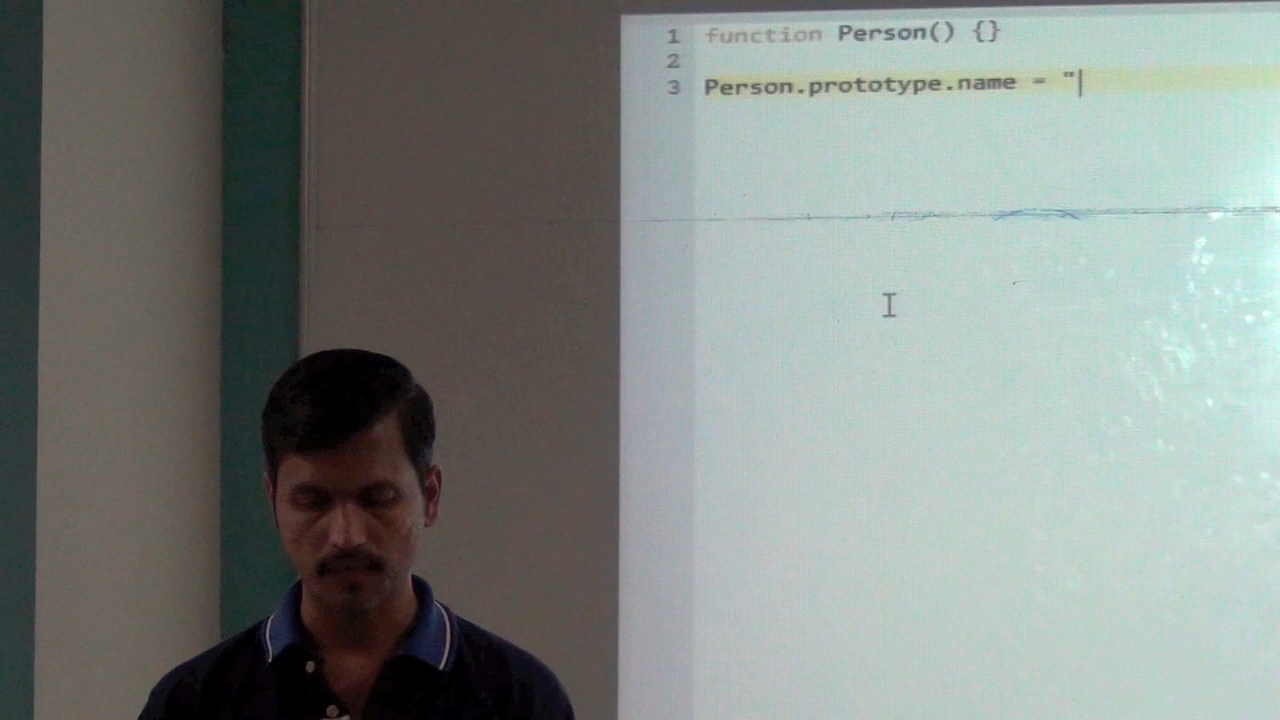 1 function Person() {}
2
3 Person.prototype.name = "